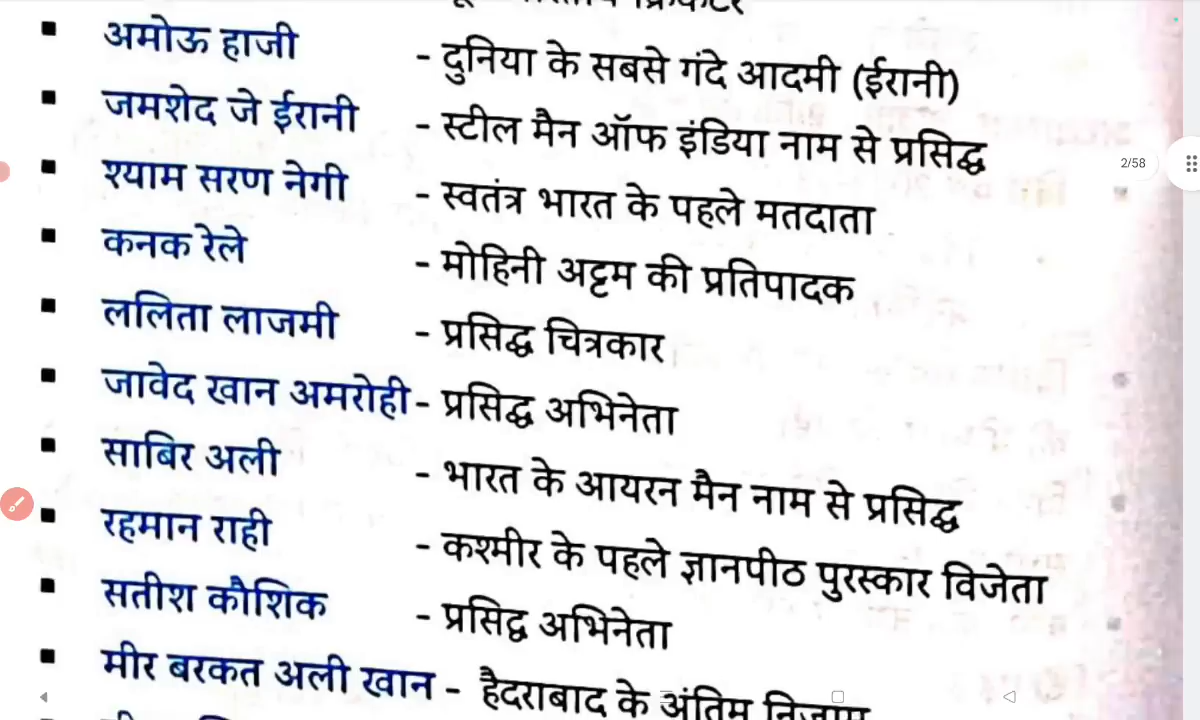 अमोऊ हाजी - दुनिया के सबसे गंदे आदमी (ईरानी)
जमशेद जे ईरानी - स्टील मैन ऑफ इंडिया नाम से प्रसिद्ध
2/58
श्याम सरण नेगी - स्वतंत्र भारत के पहले मतदाता
कनक रेले - मोहिनी अट्टम की प्रतिपादक
ललिता लाजमी - प्रसिद्ध चित्रकार
जावेद खान अमरोही - प्रसिद्ध अभिनेता
साबिर अली - भारत के आयरन मैन नाम से प्रसिद्ध
रहमान राही - कश्मीर के पहले ज्ञानपीठ पुरस्कार विजेता
सतीश कौशिक - प्रसिद्ध अभिनेता
मीर बरकत अली खान - हैदराबाद के अंतिम निजाम